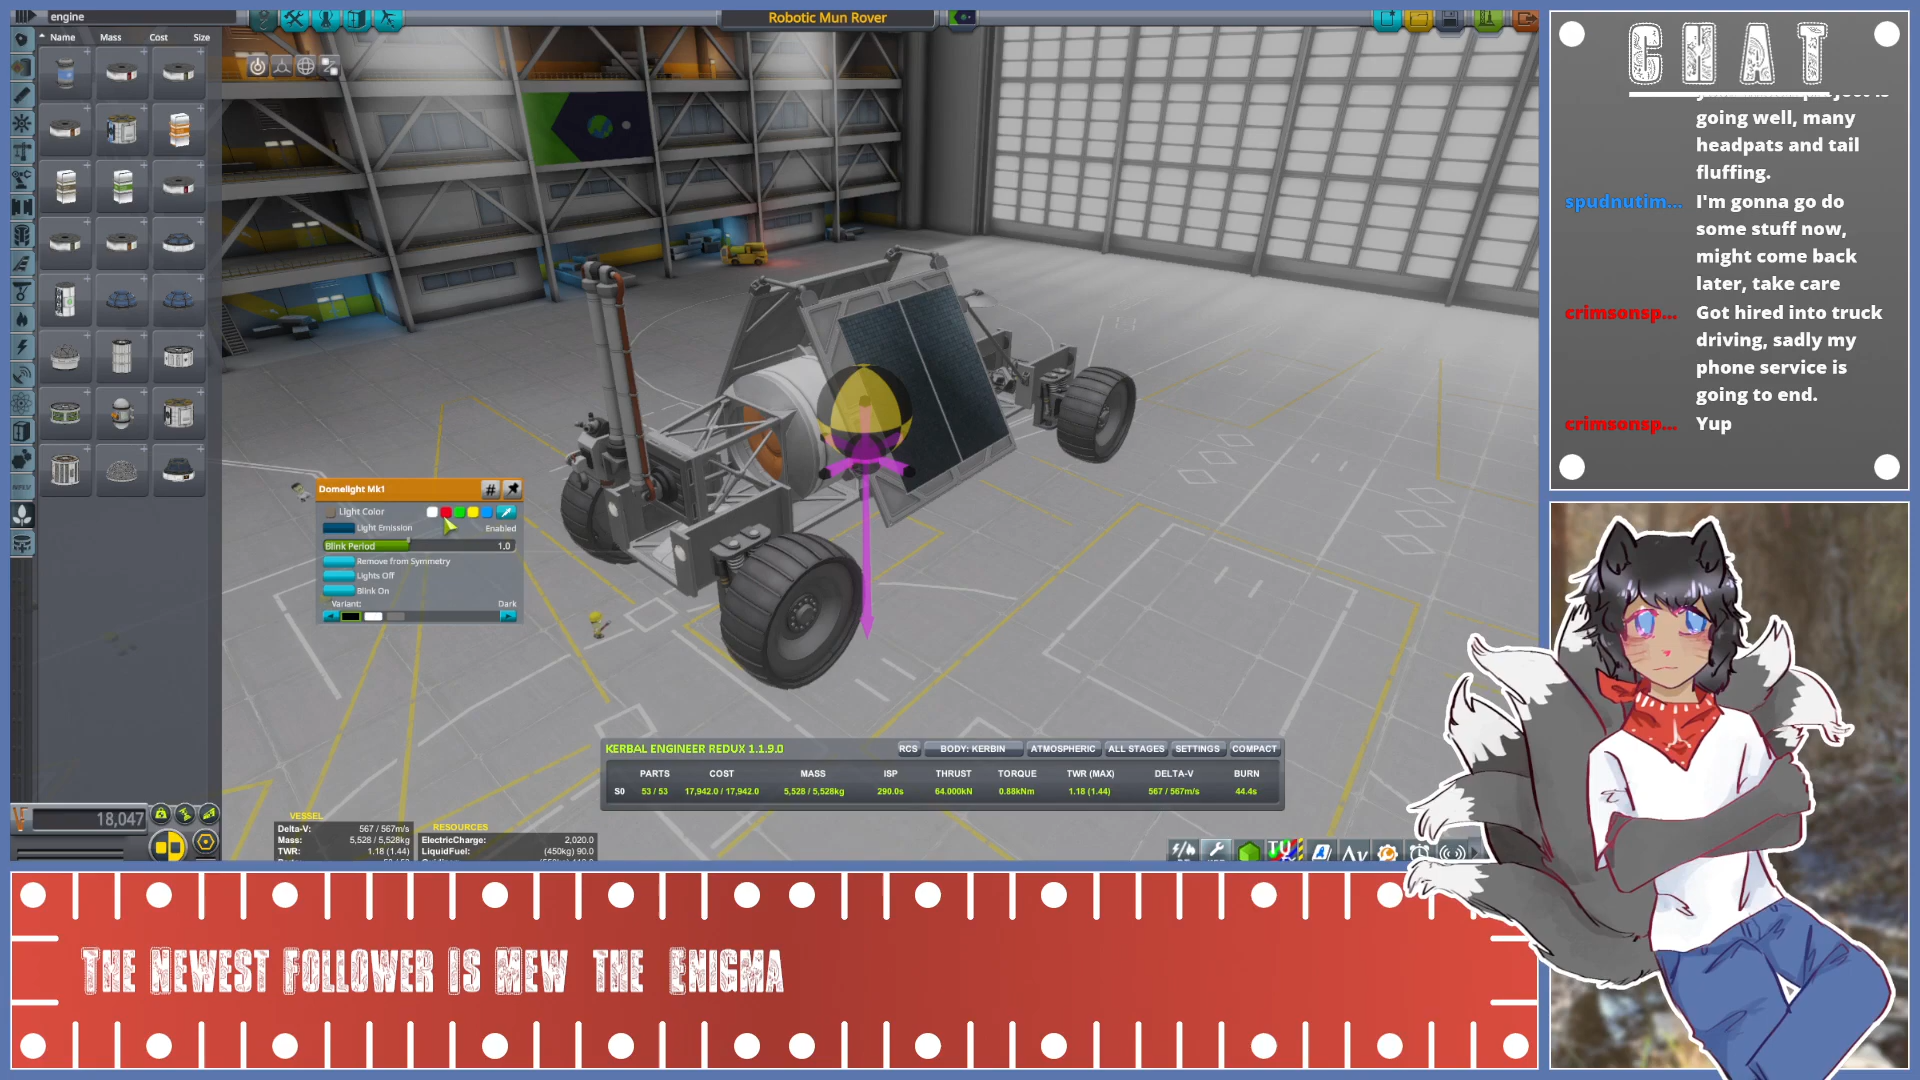 engine
Robotic Mun Rover
Name Mass Cost Size
CHAT
going well, many
headpats and tail
fluffing.
spudnutim... I'm gonna go do
some stuff now,
might come back
later, take care
crimsonsp... Got hired into truck
driving, sadly my
phone service is
going to end.
crimsonsp... Yup
Domelight Mk1 #
Light Color
Light Emission Enabled
Blink Period 1.0
Remove from Symmetry
Lights Off
Blink On
Variant: Dark
KERBAL ENGINEER REDUX 1.1.9.0 RCS BODY: KERBIN ATMOSPHERIC ALL STAGES SETTINGS COMPACT
PARTS COST MASS ISP THRUST TORQUE TWR (MAX) DELTA-V BURN
S0 53 / 53 17,942.0 / 17,942.0 5,528 / 5,528kg 290.0s 64.000kN 0.88kNm 1.18 (1.44) 567 / 567m/s 44.4s
18,047
VESSEL
Delta-V: 567 / 567m/s
Mass: 5,528 / 5,528kg
TWR: 1.18 (1.44)
RESOURCES
ElectricCharge: 2,020.0
LiquidFuel: (450kg) 90.0
The Newest Follower Is Mew the Enigma